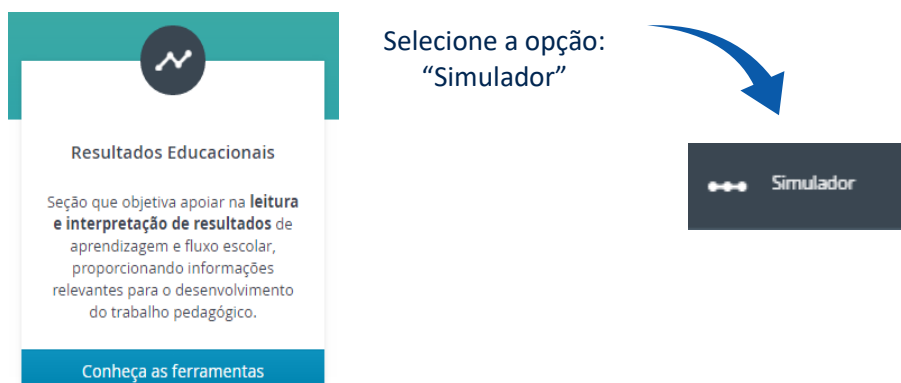 Selecione a opção:
“Simulador”
Resultados Educacionais
Seção que objetiva apoiar na leitura
e interpretação de resultados de
aprendizagem e fluxo escolar,
proporcionando informações
relevantes para o desenvolvimento
do trabalho pedagógico.
Conheça as ferramentas
Simulador